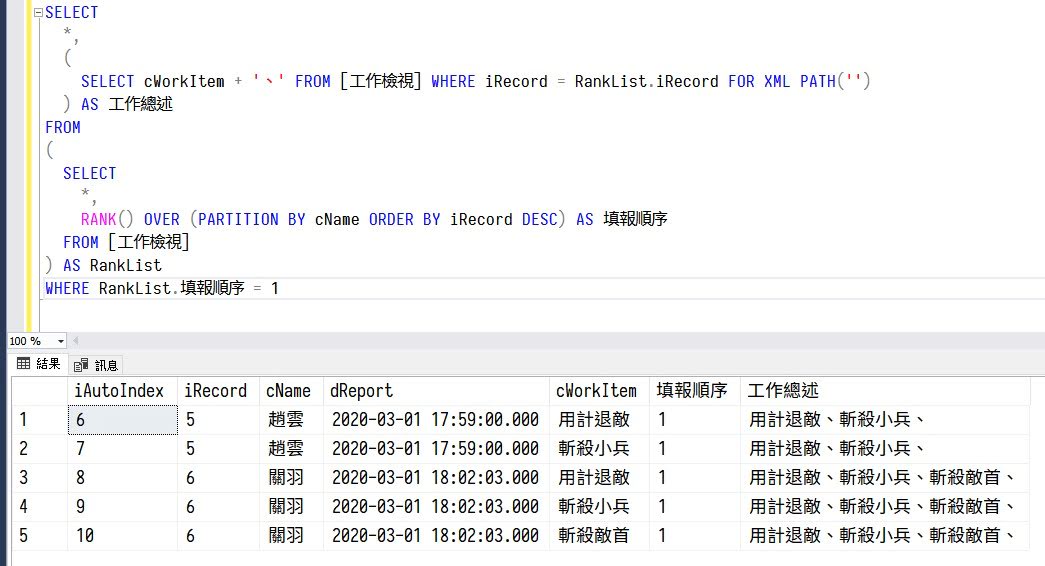 SELECT
*,
(
SELECT cWorkItem + '、' FROM [工作檢視] WHERE iRecord = RankList.iRecord FOR XML PATH('')
) AS 工作總述
FROM
(
SELECT
*,
RANK() OVER (PARTITION BY cName ORDER BY iRecord DESC) AS 填報順序
FROM [工作檢視]
) AS RankList
WHERE RankList.填報順序 = 1
100 %
結果 訊息
iAutoIndex iRecord cName dReport cWorkItem 填報順序 工作總述
1 6 5 趙雲 2020-03-01 17:59:00.000 用計退敵 1 用計退敵、斬殺小兵、
2 7 5 趙雲 2020-03-01 17:59:00.000 斬殺小兵 1 用計退敵、斬殺小兵、
3 8 6 關羽 2020-03-01 18:02:03.000 用計退敵 1 用計退敵、斬殺小兵、斬殺敵首、
4 9 6 關羽 2020-03-01 18:02:03.000 斬殺小兵 1 用計退敵、斬殺小兵、斬殺敵首、
5 10 6 關羽 2020-03-01 18:02:03.000 斬殺敵首 1 用計退敵、斬殺小兵、斬殺敵首、